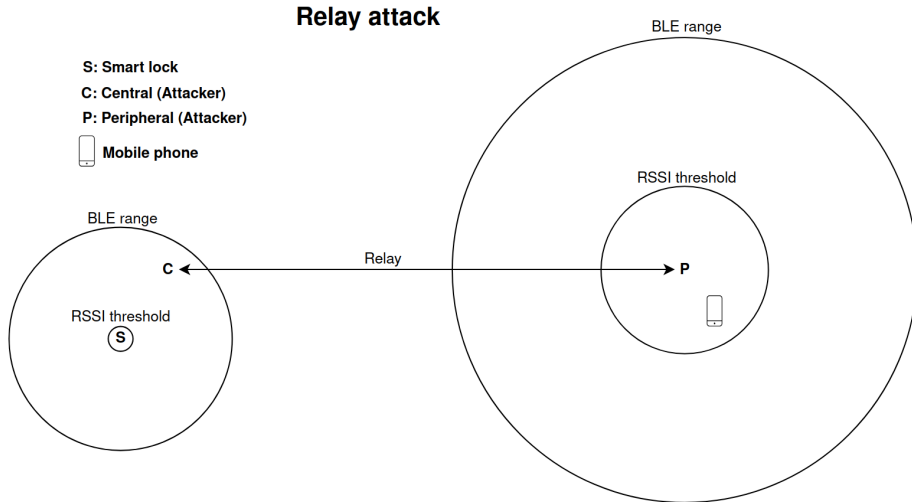 Relay attack
S: Smart lock
C: Central (Attacker)
P: Peripheral (Attacker)
Mobile phone
BLE range
C
RSSI threshold
S
Relay
BLE range
RSSI threshold
P